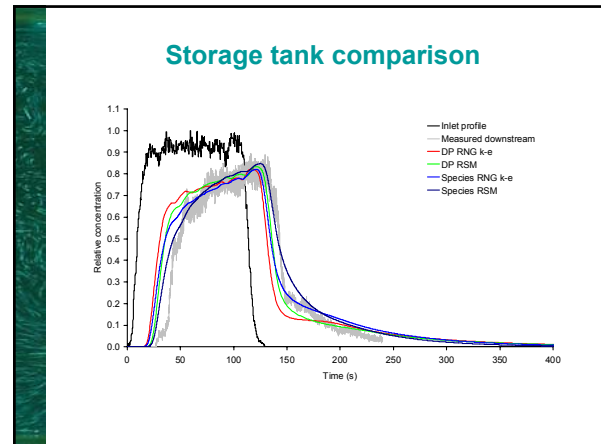 Storage tank comparison
1.1
1.0
0.9
0.8
0.7
0.6
0.5
0.4
0.3
0.2
0.1
0.0
Relative concentration
0 50 100 150 200 250 300 350 400
Time (s)
Inlet profile
Measured downstream
DP RNG k-e
DP RSM
Species RNG k-e
Species RSM